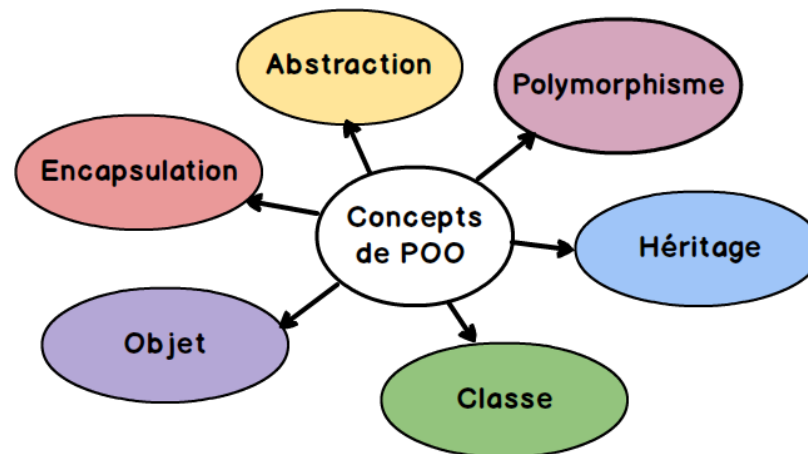 Abstraction
Polymorphisme
Encapsulation
Concepts
de POO
Héritage
Objet
Classe